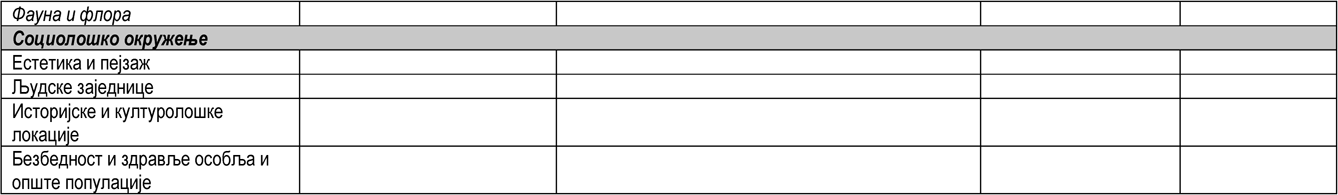 Фауна и флора
Социолошко окружење
Естетика и пејзаж
Људске заједнице
Историјске и културолошке
локације
Безбедност и здравље особља и
опште популације